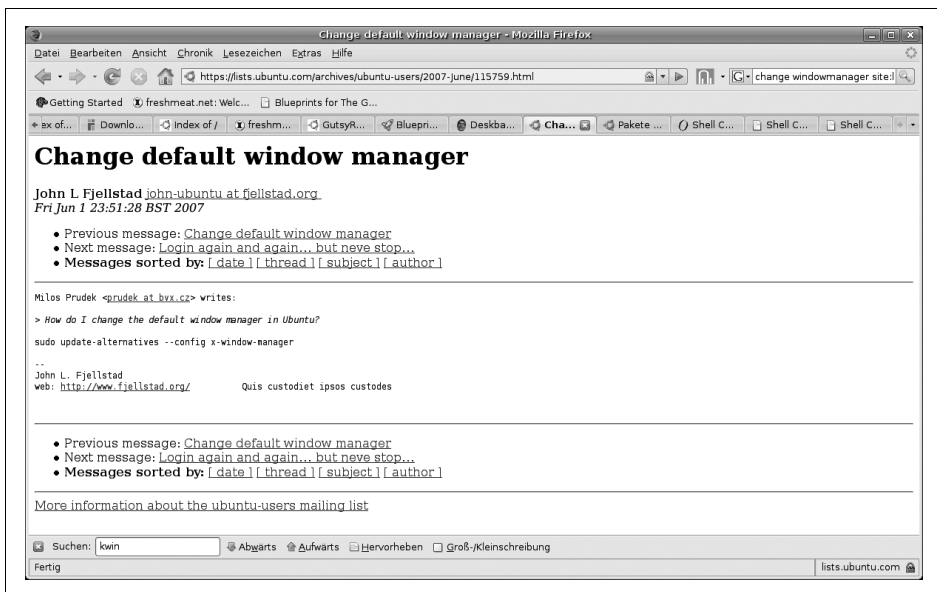 Change default window manager - Mozilla Firefox
Datei Bearbeiten Ansicht Chronik Lesezeichen Extras Hilfe
https://lists.ubuntu.com/archives/ubuntu-users/2007-June/115759.html
change windowmanager site:l
Getting Started freshmeat.net: Welc... Blueprints for The G...
ex of... Downlo... Index of / freshm... GutsyR... Bluepri... Deskba... Cha... Pakete ... Shell C... Shell C... Shell C...
Change default window manager
John L Fjellstad john-ubuntu at fjellstad.org
Fri Jun 1 23:51:28 BST 2007
• Previous message: Change default window manager
• Next message: Login again and again... but neve stop...
• Messages sorted by: [ date ] [ thread ] [ subject ] [ author ]
Milos Prudek <prudek at bvx.cz> writes:
> How do I change the default window manager in Ubuntu?
sudo update-alternatives --config x-window-manager
--
John L. Fjellstad
web: http://www.fjellstad.org/ Quis custodiet ipsos custodes
• Previous message: Change default window manager
• Next message: Login again and again... but neve stop...
• Messages sorted by: [ date ] [ thread ] [ subject ] [ author ]
More information about the ubuntu-users mailing list
Suchen: kwin Abwärts Aufwärts Hervorheben Groß-/Kleinschreibung
Fertig lists.ubuntu.com